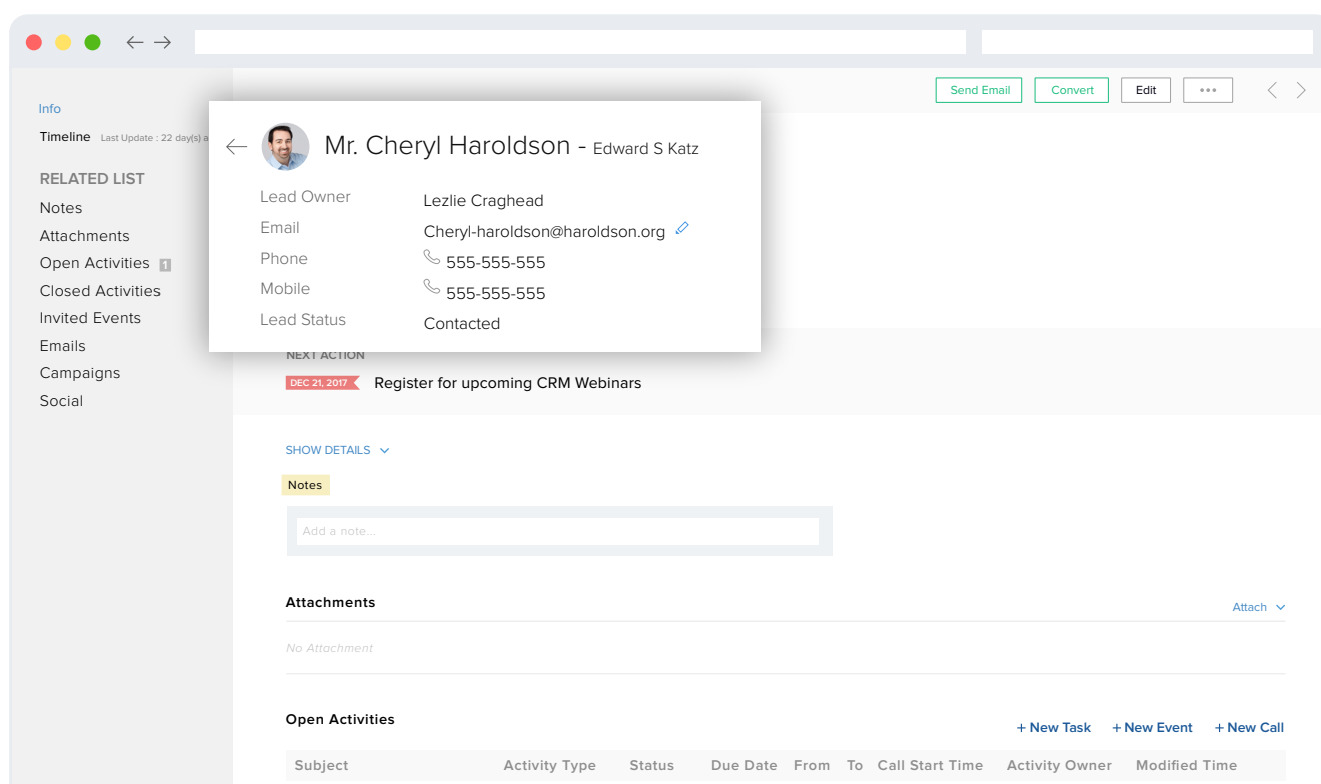 Send Email Convert Edit
Info
Timeline Last Update : 22 day(s) a
RELATED LIST
Notes
Attachments
Open Activities 1
Closed Activities
Invited Events
Emails
Campaigns
Social
Mr. Cheryl Haroldson - Edward S Katz
Lead Owner Lezlie Craghead
Email Cheryl-haroldson@haroldson.org
Phone 555-555-555
Mobile 555-555-555
Lead Status Contacted
NEXT ACTION
DEC 21, 2017 Register for upcoming CRM Webinars
SHOW DETAILS
Notes
Add a note...
Attachments Attach
No Attachment
Open Activities + New Task + New Event + New Call
Subject Activity Type Status Due Date From To Call Start Time Activity Owner Modified Time